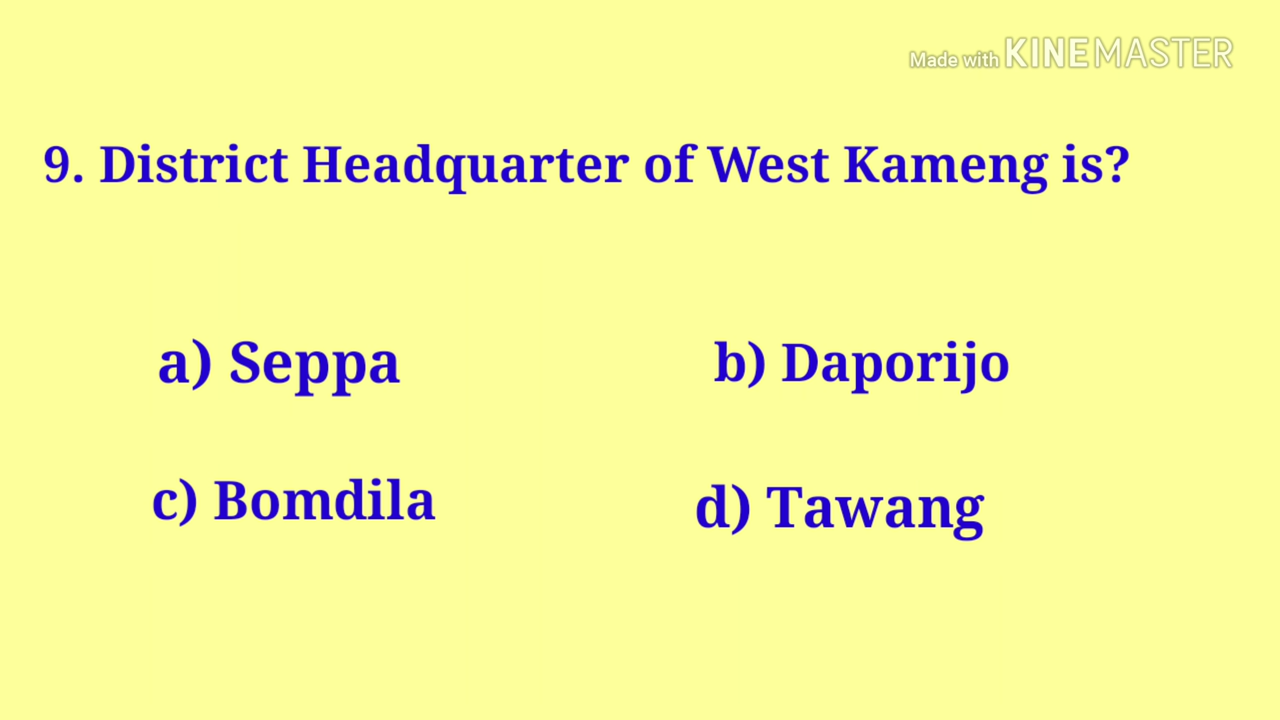 Made with KINEMASTER
9. District Headquarter of West Kameng is?
a) Seppa
b) Daporijo
c) Bomdila
d) Tawang